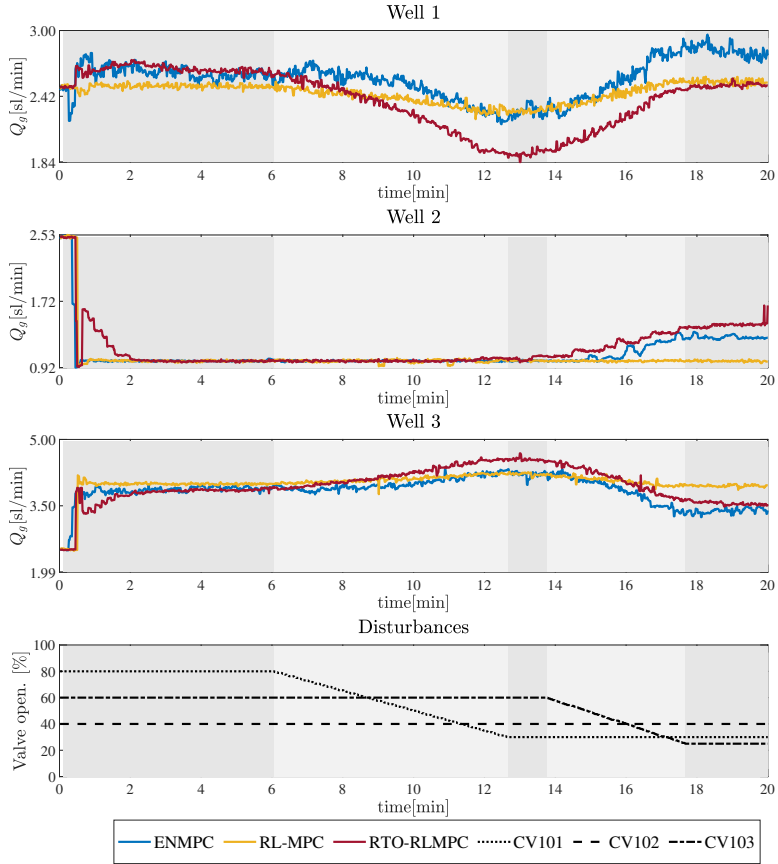 Well 1
3.00
2.42
1.84
Q_g[sl/min]
0 2 4 6 8 10 12 14 16 18 20
time[min]
Well 2
2.53
1.72
0.92
Q_g[sl/min]
0 2 4 6 8 10 12 14 16 18 20
time[min]
Well 3
5.00
3.50
1.99
Q_g[sl/min]
0 2 4 6 8 10 12 14 16 18 20
time[min]
Disturbances
100
80
60
40
20
0
Valve open. [%]
0 2 4 6 8 10 12 14 16 18 20
time[min]
ENMPC RL-MPC RTO-RLMPC CV101 CV102 CV103